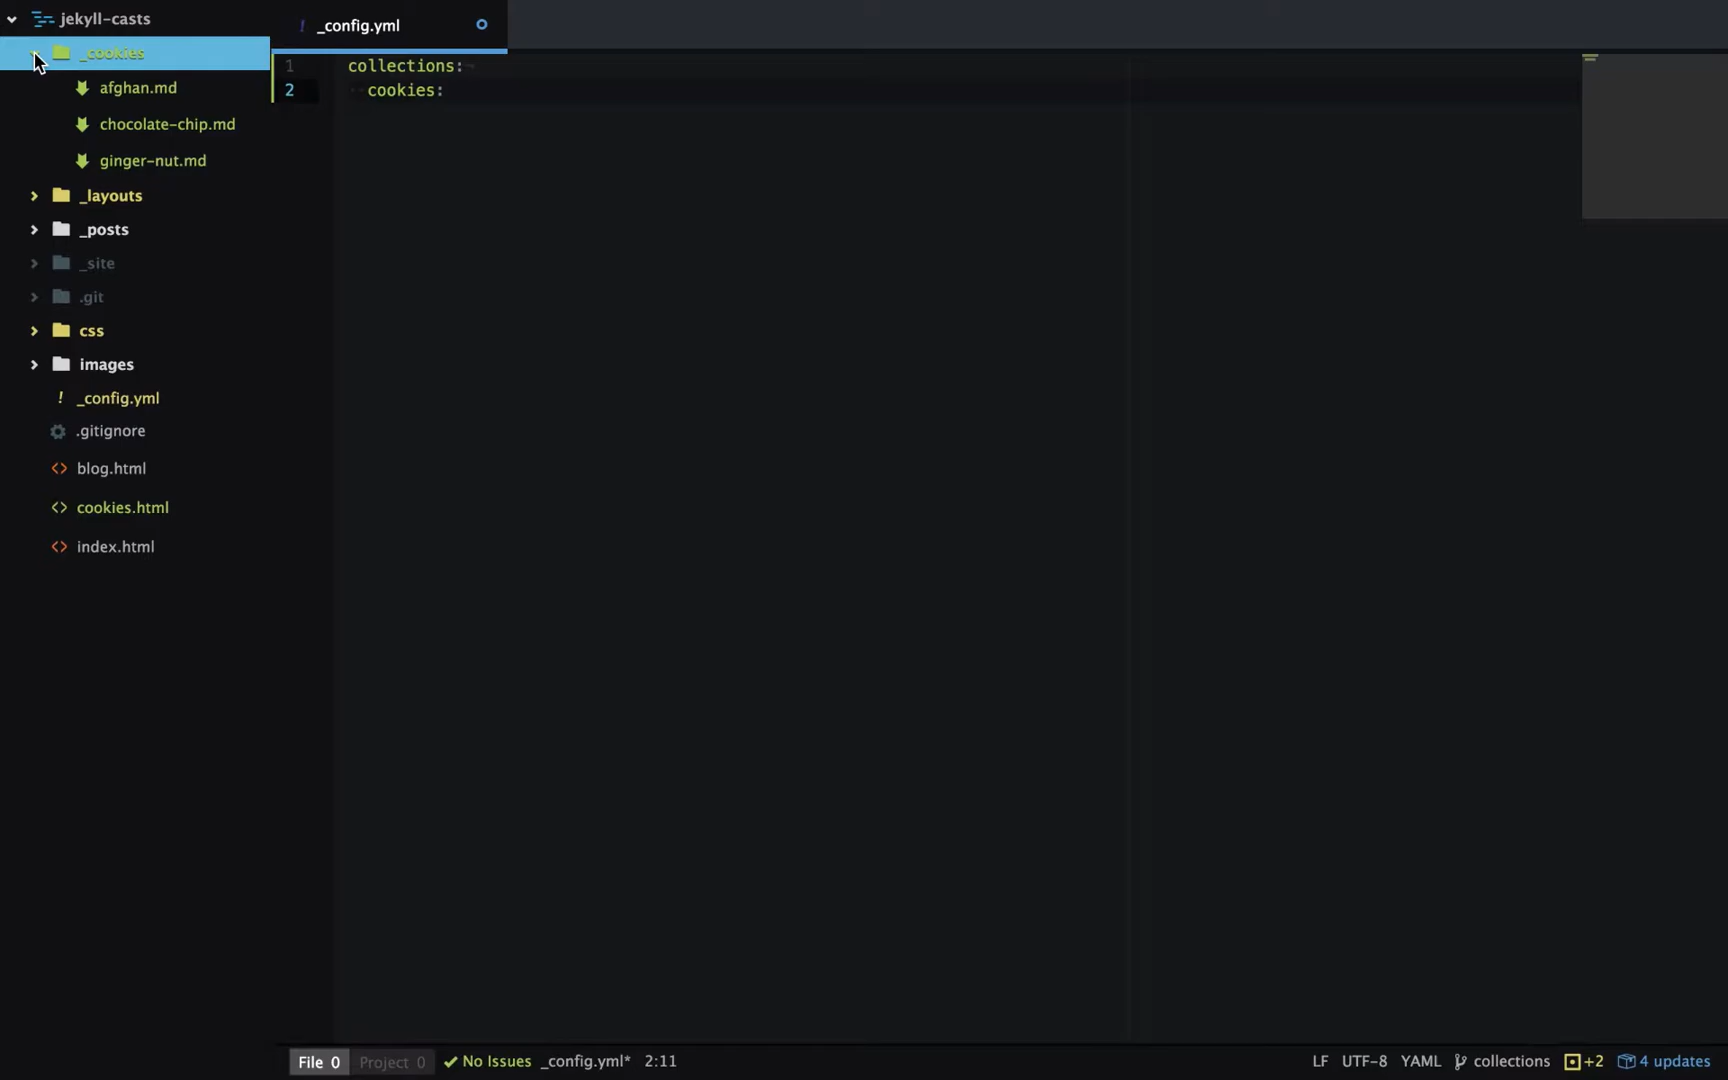 jekyll-casts
_config.yml
_cookies
afghan.md
chocolate-chip.md
ginger-nut.md
_layouts
_posts
_site
.git
css
images
_config.yml
.gitignore
blog.html
cookies.html
index.html
1 collections:
2 cookies:
File 0 Project 0 No Issues _config.yml* 2:11 LF UTF-8 YAML collections +2 4 updates